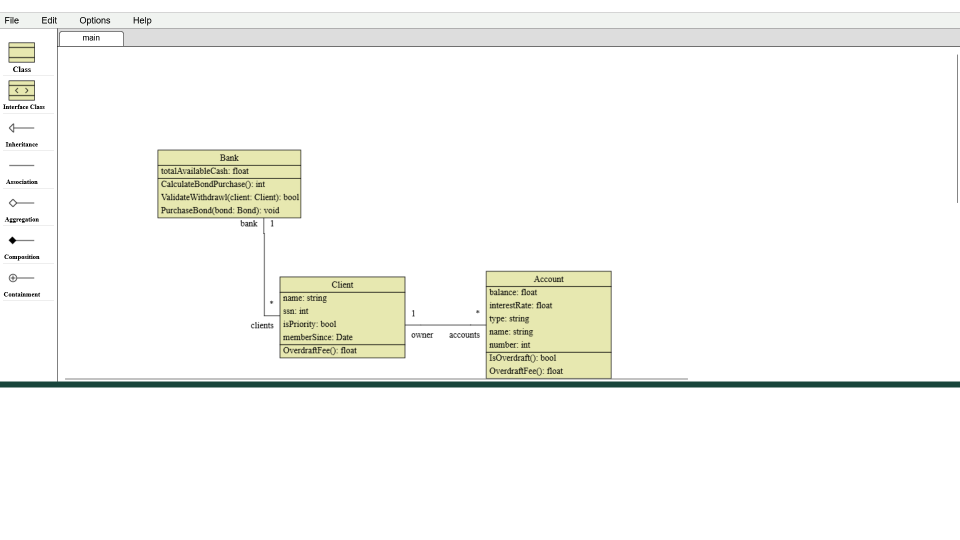 File Edit Options Help
main
Class
Interface Class
Inheritance
Association
Aggregation
Composition
Containment
Bank
totalAvailableCash: float
CalculateBondPurchase(): int
ValidateWithdrawl(client: Client): bool
PurchaseBond(bond: Bond): void
bank 1
*
clients
Client
name: string
ssn: int
isPriority: bool
memberSince: Date
OverdraftFee(): float
1 *
owner accounts
Account
balance: float
interestRate: float
type: string
name: string
number: int
IsOverdraft(): bool
OverdraftFee(): float